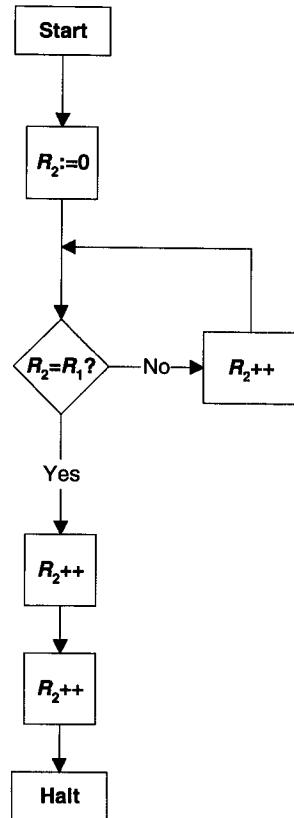 Start
R₂:=0
R₂=R₁?
No
R₂++
Yes
R₂++
R₂++
Halt